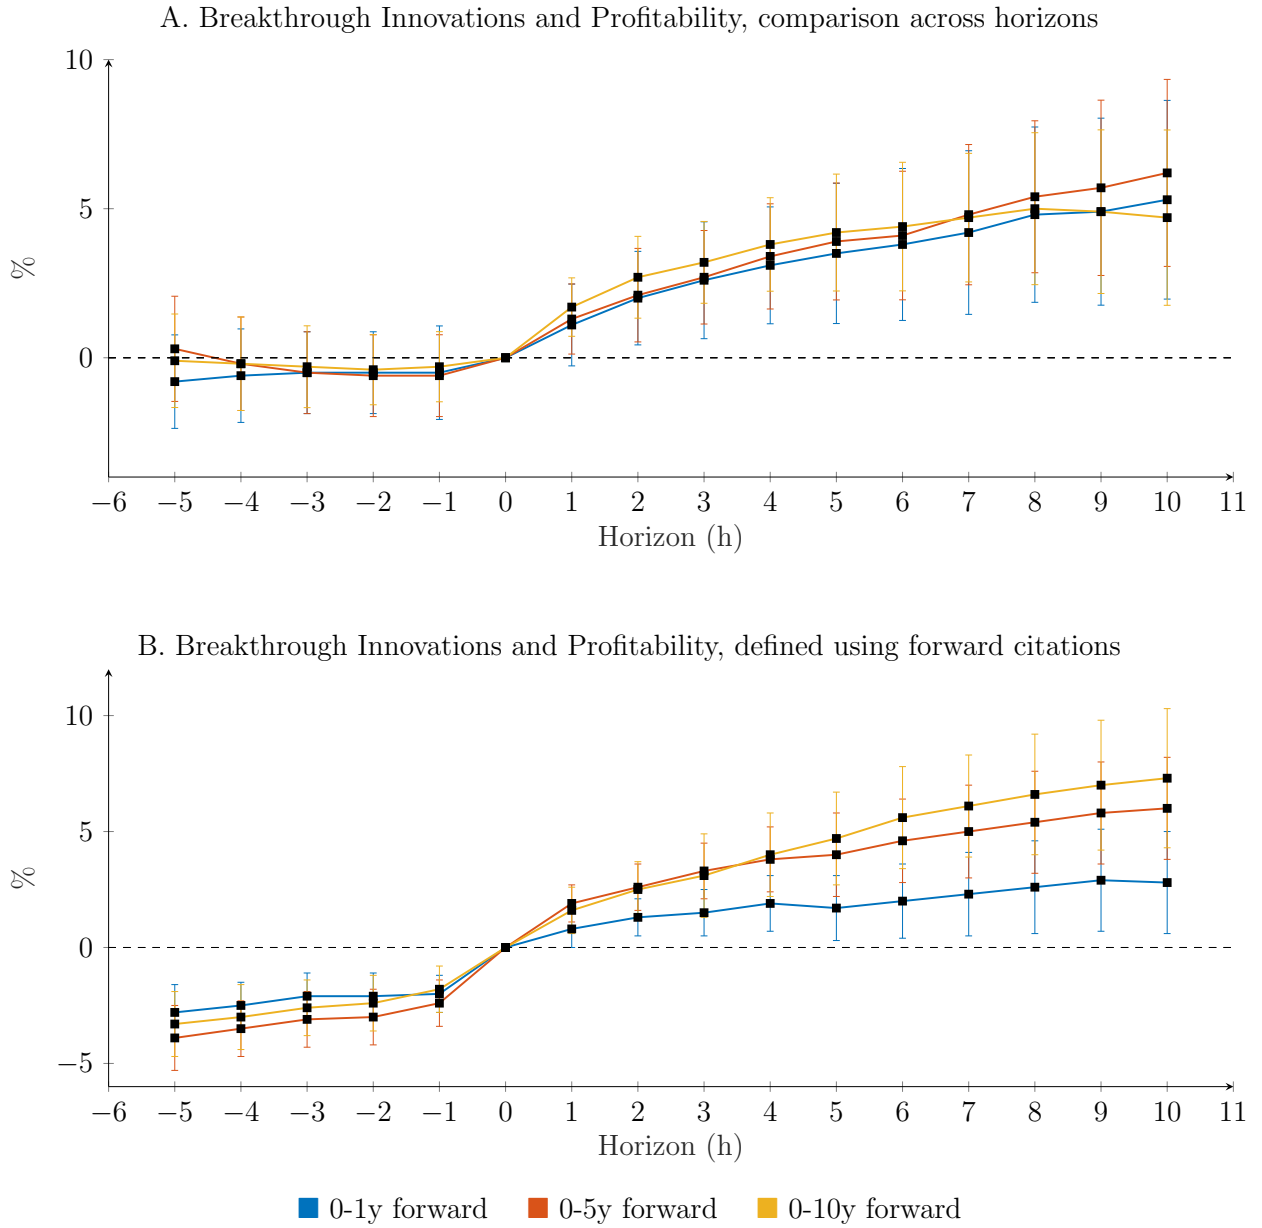 A. Breakthrough Innovations and Profitability, comparison across horizons
10
5
0
%
−6 −5 −4 −3 −2 −1 0 1 2 3 4 5 6 7 8 9 10 11
Horizon (h)
B. Breakthrough Innovations and Profitability, defined using forward citations
10
5
0
−5
%
−6 −5 −4 −3 −2 −1 0 1 2 3 4 5 6 7 8 9 10 11
Horizon (h)
0-1y forward 0-5y forward 0-10y forward